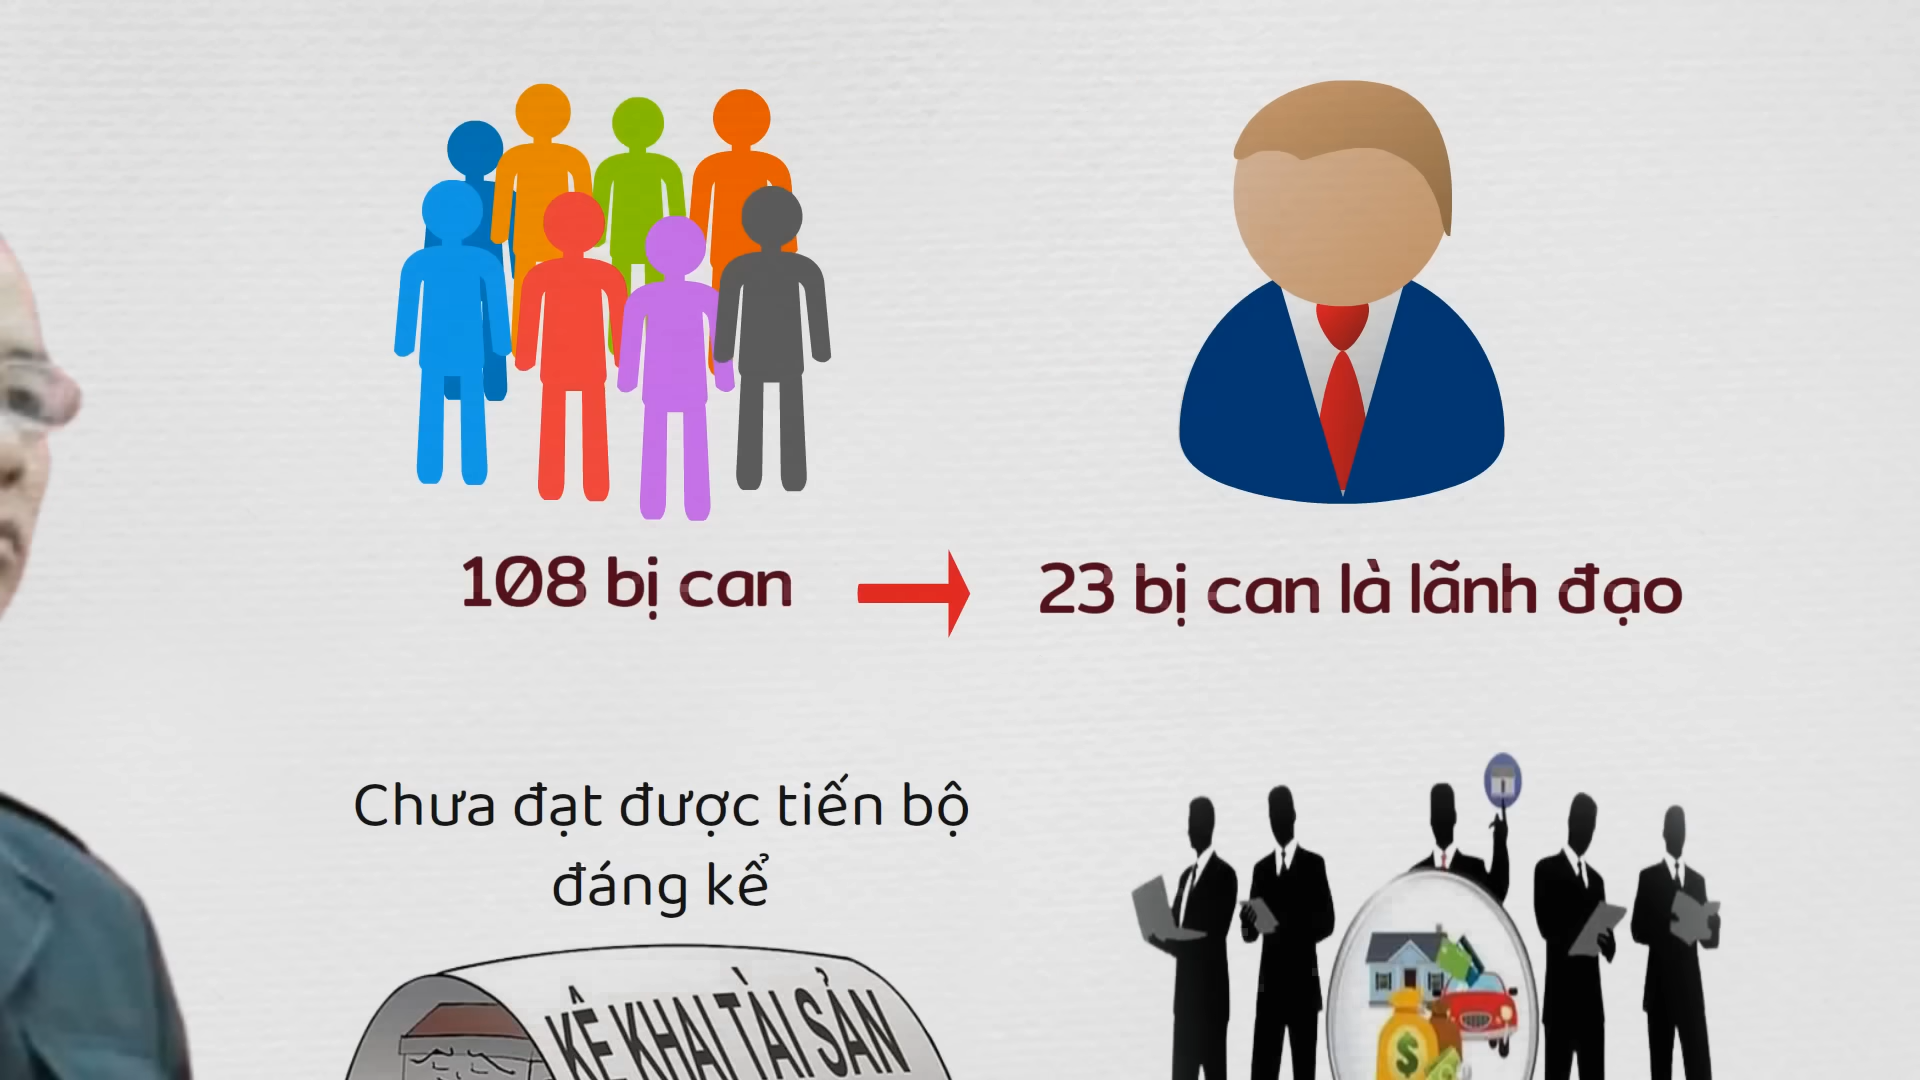 108 bị can
23 bị can là lãnh đạo
Chưa đạt được tiến bộ
đáng kể
KÊ KHAI TÀI SẢN